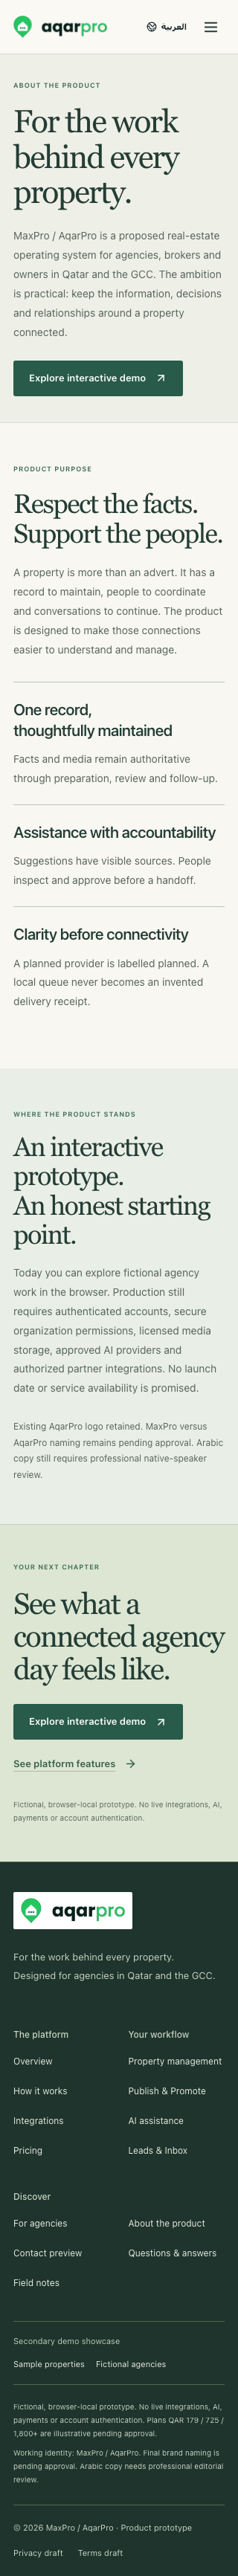 aqarpro
العربية
ABOUT THE PRODUCT
For the work
behind every
property.
MaxPro / AqarPro is a proposed real-estate
operating system for agencies, brokers and
owners in Qatar and the GCC. The ambition
is practical: keep the information, decisions
and relationships around a property
connected.
Explore interactive demo
PRODUCT PURPOSE
Respect the facts.
Support the people.
A property is more than an advert. It has a
record to maintain, people to coordinate
and conversations to continue. The product
is designed to make those connections
easier to understand and manage.
One record,
thoughtfully maintained
Facts and media remain authoritative
through preparation, review and follow-up.
Assistance with accountability
Suggestions have visible sources. People
inspect and approve before a handoff.
Clarity before connectivity
A planned provider is labelled planned. A
local queue never becomes an invented
delivery receipt.
WHERE THE PRODUCT STANDS
An interactive
prototype.
An honest starting
point.
Today you can explore fictional agency
work in the browser. Production still
requires authenticated accounts, secure
organization permissions, licensed media
storage, approved AI providers and
authorized partner integrations. No launch
date or service availability is promised.
Existing AqarPro logo retained. MaxPro versus
AqarPro naming remains pending approval. Arabic
copy still requires professional native-speaker
review.
YOUR NEXT CHAPTER
See what a
connected agency
day feels like.
Explore interactive demo
See platform features
Fictional, browser-local prototype. No live integrations, AI,
payments or account authentication.
aqarpro
For the work behind every property.
Designed for agencies in Qatar and the GCC.
The platform
Overview
How it works
Integrations
Pricing
Your workflow
Property management
Publish & Promote
AI assistance
Leads & Inbox
Discover
For agencies
About the product
Contact preview
Questions & answers
Field notes
Secondary demo showcase
Sample properties
Fictional agencies
Fictional, browser-local prototype. No live integrations, AI,
payments or account authentication. Plans QAR 179 / 725 /
1,800+ are illustrative pending approval.
Working identity: MaxPro / AqarPro. Final brand naming is
pending approval. Arabic copy needs professional editorial
review.
© 2026 MaxPro / AqarPro · Product prototype
Privacy draft
Terms draft